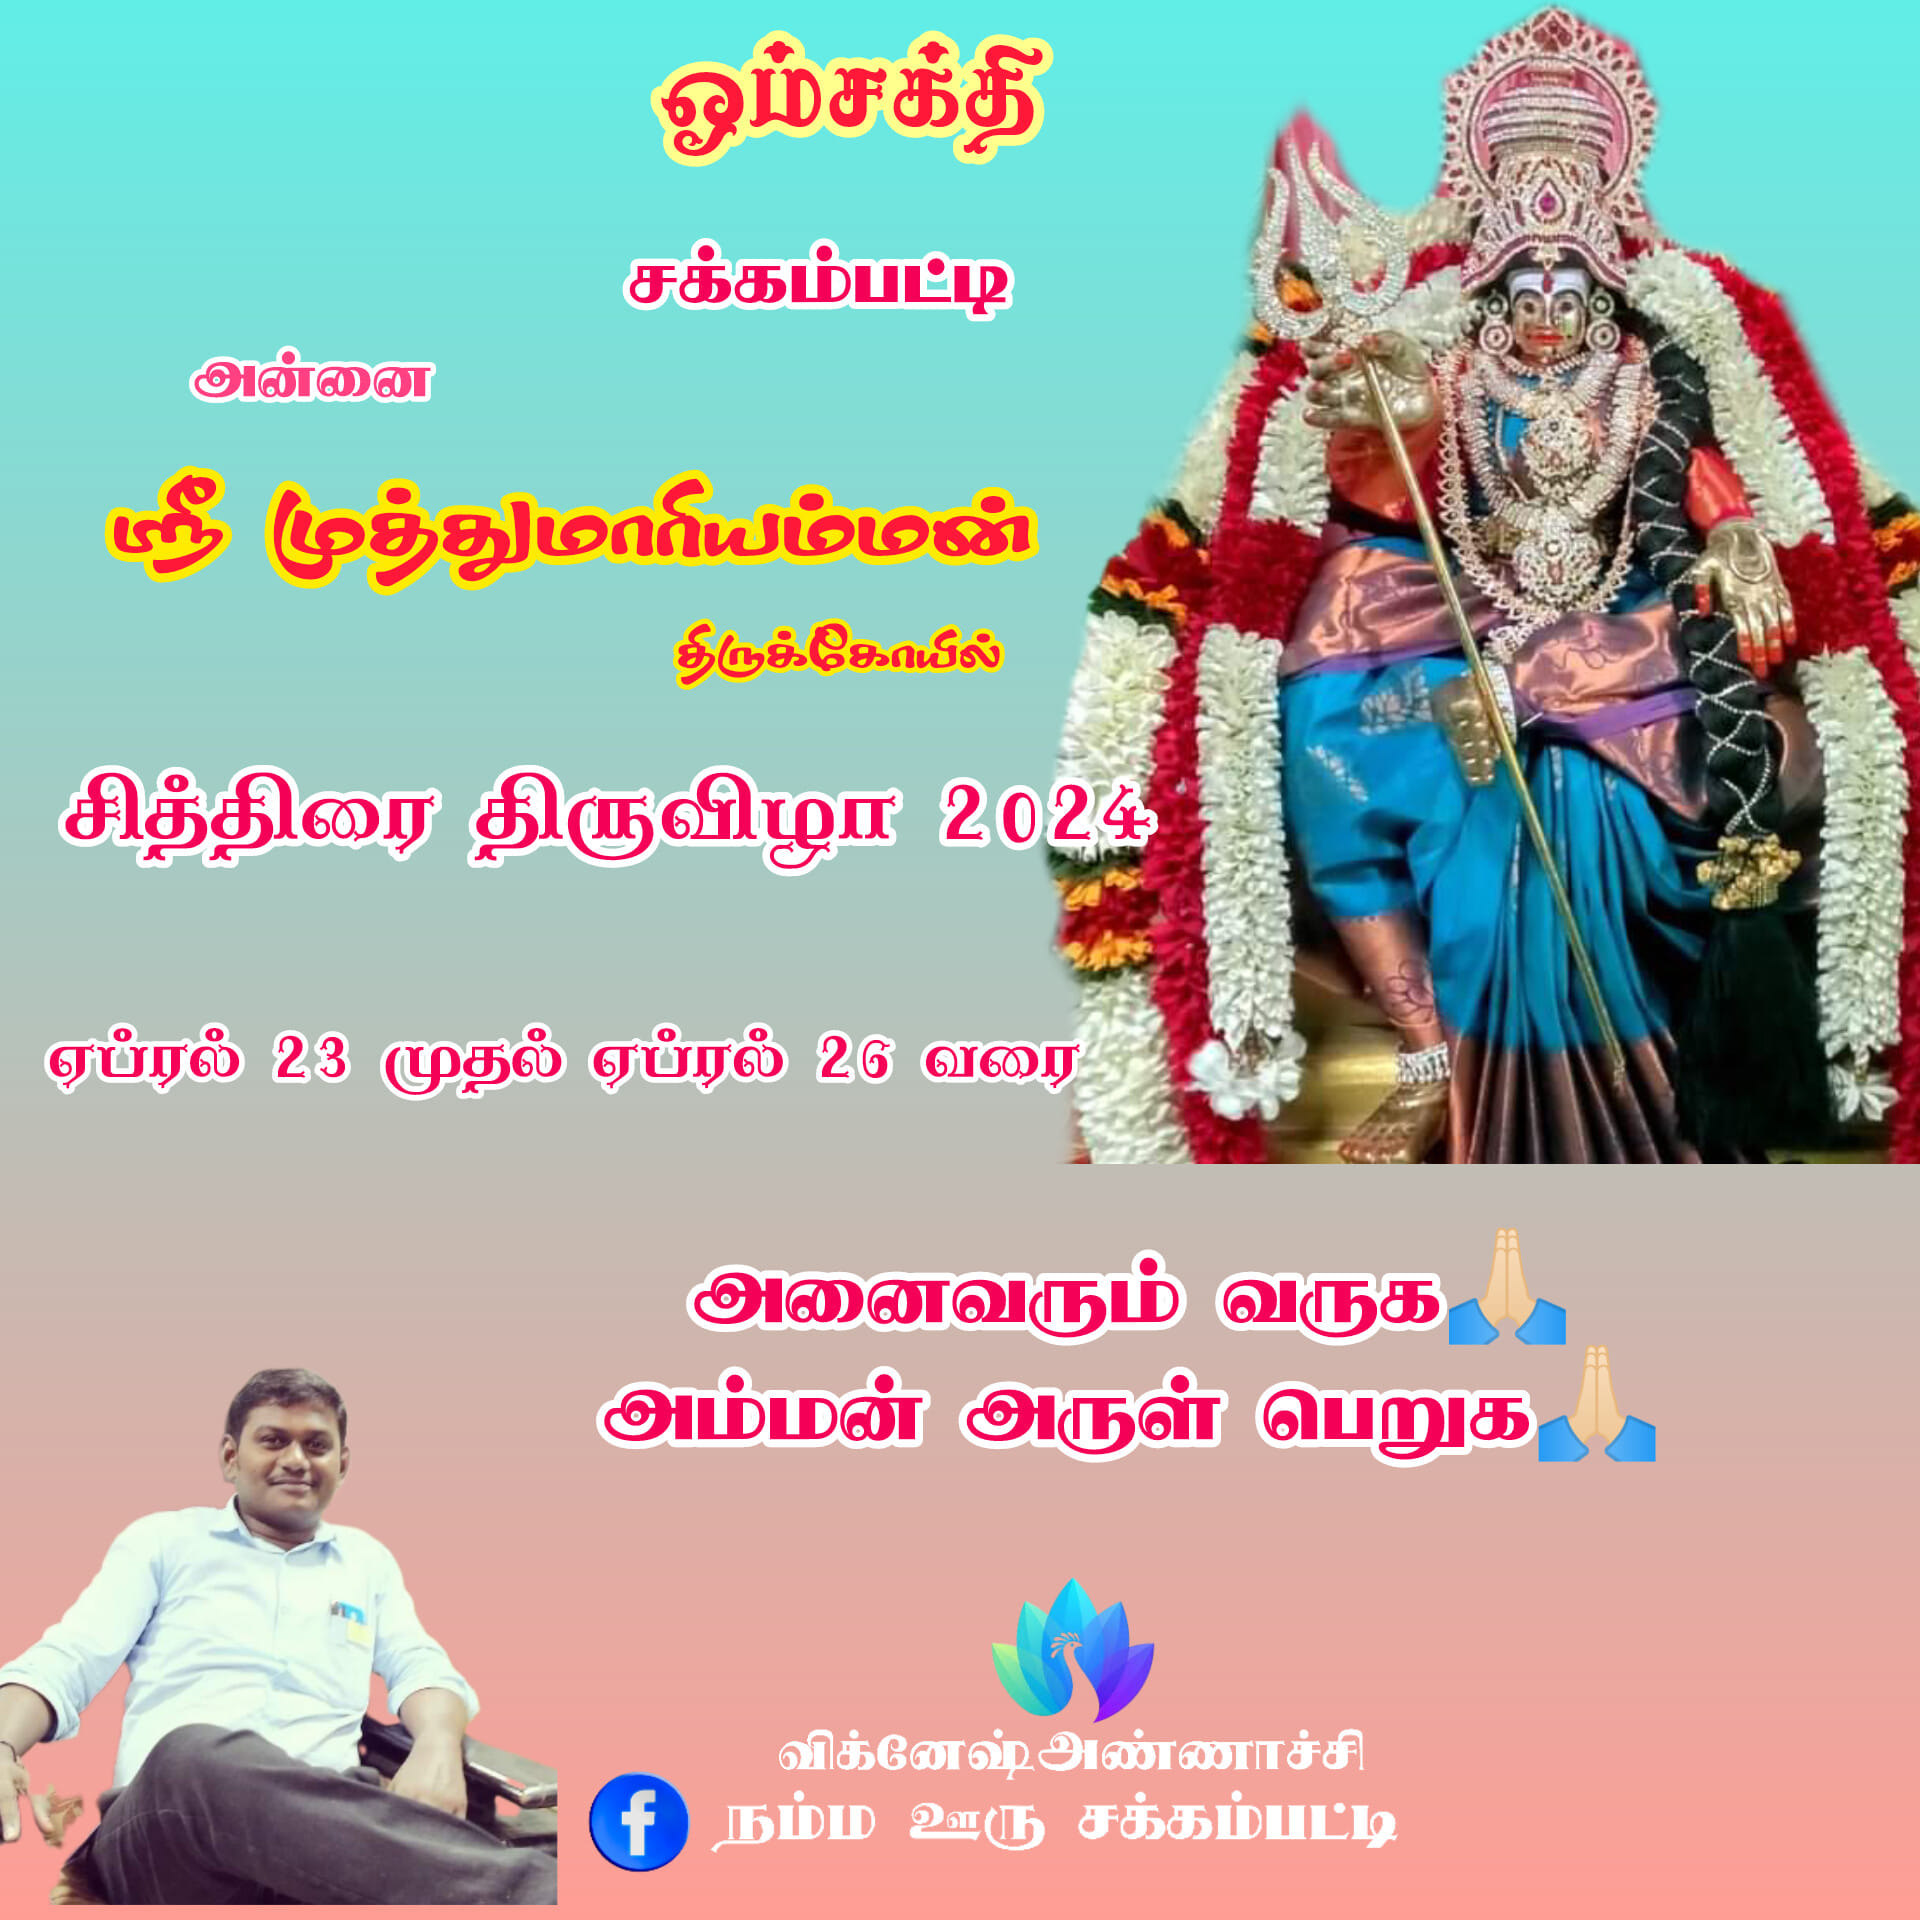 ஓம்சக்தி
சக்கம்பட்டி
அன்னை
ஸ்ரீ முத்துமாரியம்மன்
திருக்கோயில்
சித்திரை திருவிழா 2024
ஏப்ரல் 23 முதல் ஏப்ரல் 26 வரை
அனைவரும் வருக🙏🏻
அம்மன் அருள் பெறுக🙏🏻
விக்னேஷ்அண்ணாச்சி
f நம்ம ஊரு சக்கம்பட்டி